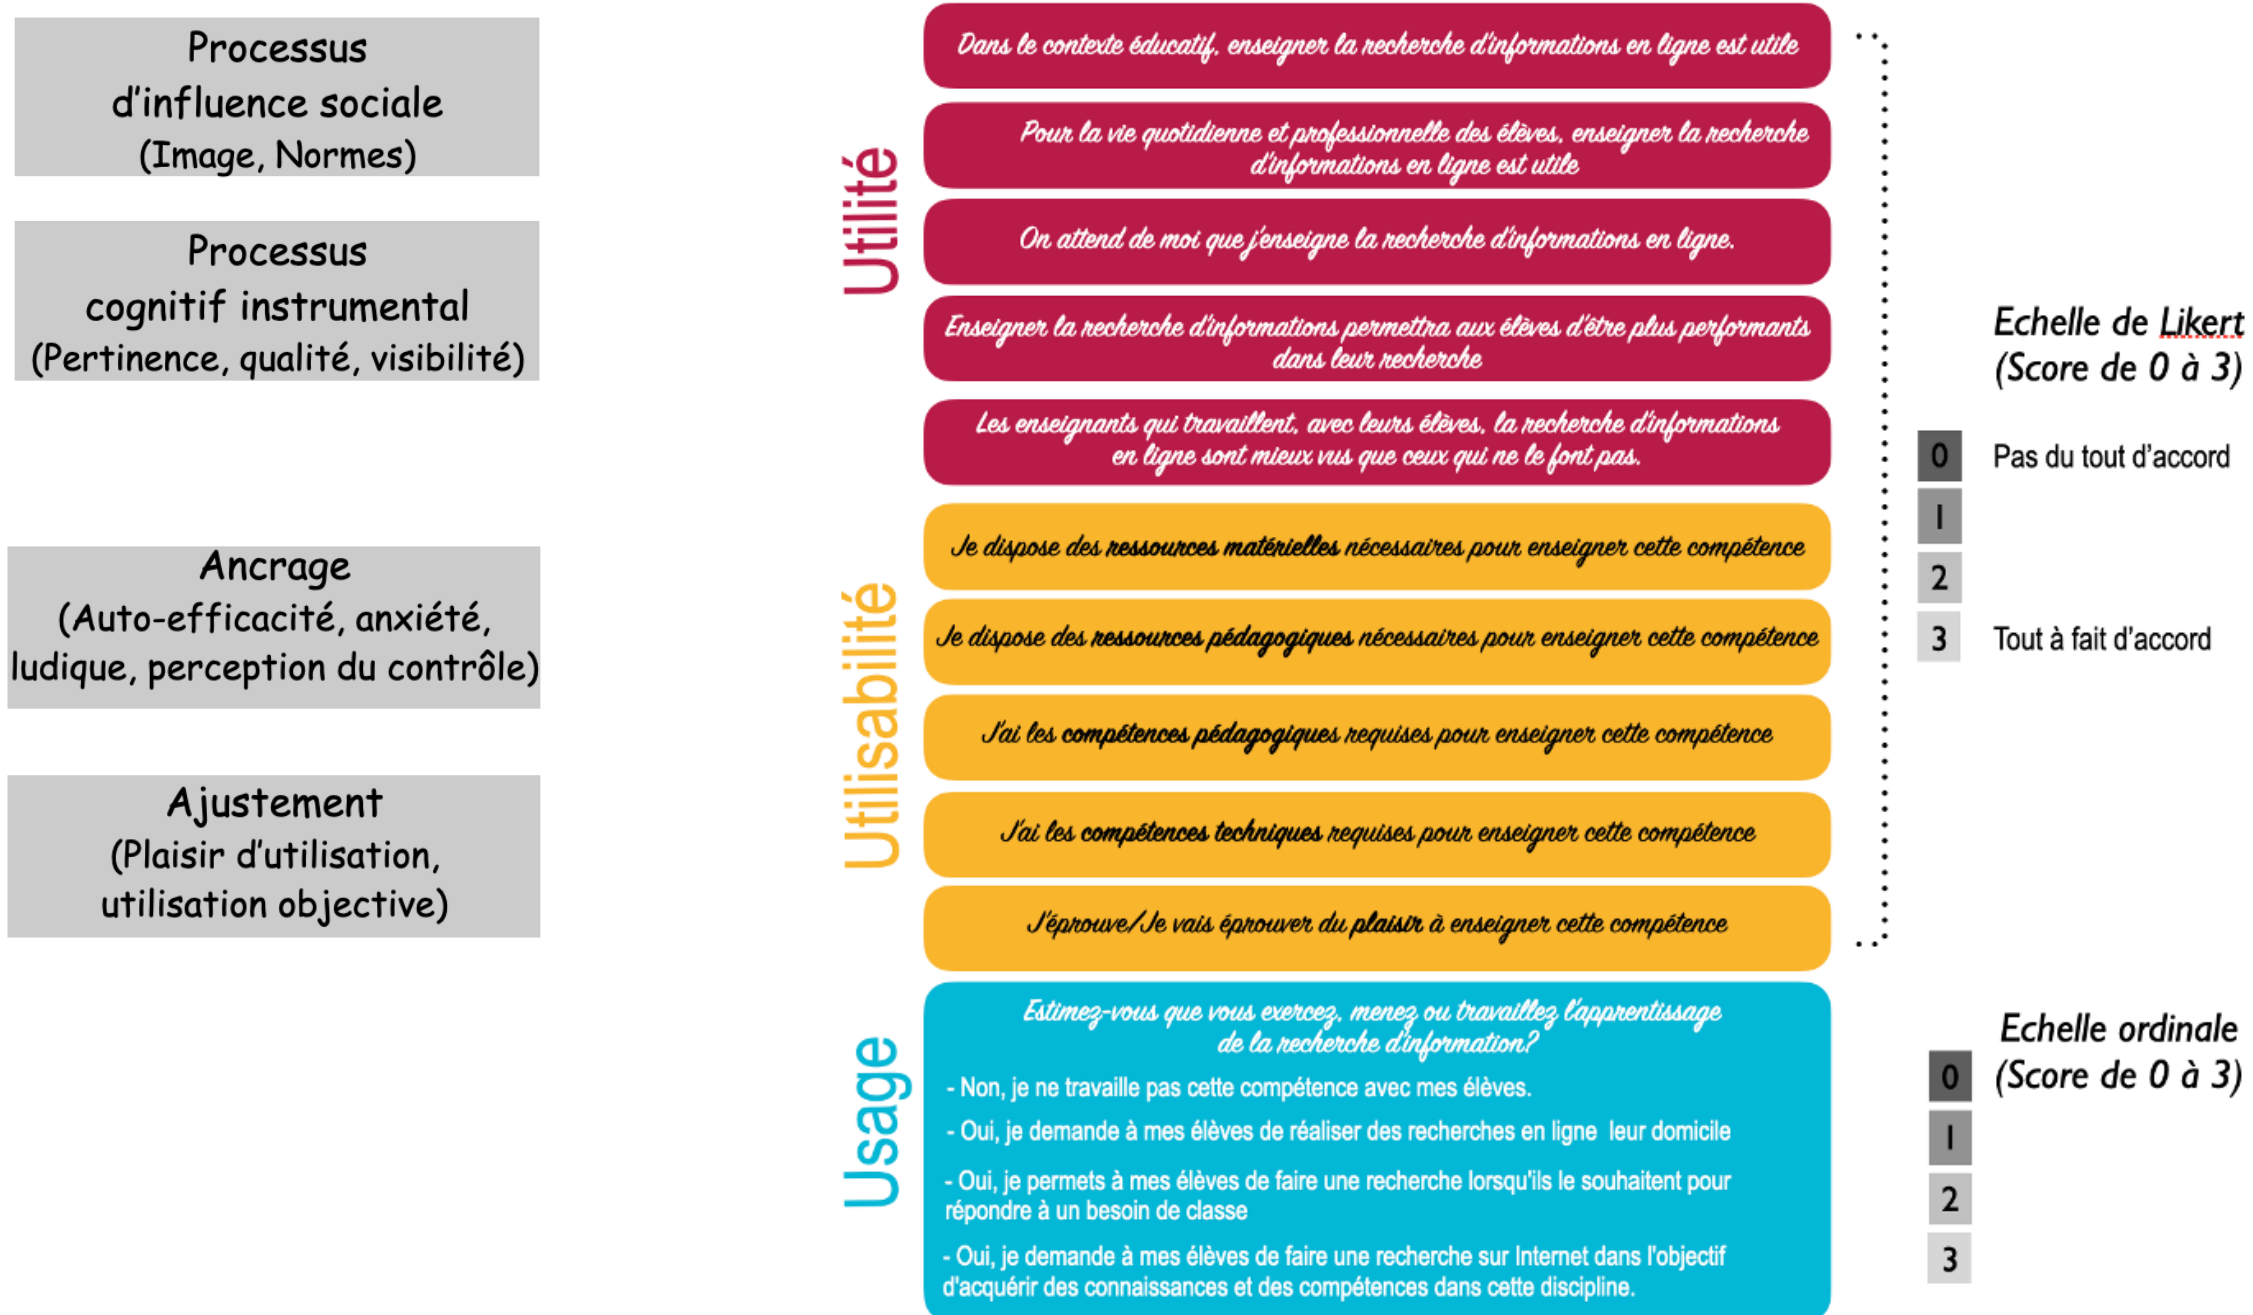 Processus
d'influence sociale
(Image, Normes)
Processus
cognitif instrumental
(Pertinence, qualité, visibilité)
Ancrage
(Auto-efficacité, anxiété,
ludique, perception du contrôle)
Ajustement
(Plaisir d'utilisation,
utilisation objective)
Utilité
Dans le contexte éducatif, enseigner la recherche d'informations en ligne est utile
Pour la vie quotidienne et professionnelle des élèves, enseigner la recherche
d'informations en ligne est utile
On attend de moi que j'enseigne la recherche d'informations en ligne.
Enseigner la recherche d'informations permettra aux élèves d'être plus performants
dans leur recherche
Les enseignants qui travaillent, avec leurs élèves, la recherche d'informations
en ligne sont mieux vus que ceux qui ne le font pas.
Utilisabilité
Je dispose des ressources matérielles nécessaires pour enseigner cette compétence
Je dispose des ressources pédagogiques nécessaires pour enseigner cette compétence
J'ai les compétences pédagogiques requises pour enseigner cette compétence
J'ai les compétences techniques requises pour enseigner cette compétence
J'éprouve/Je vais éprouver du plaisir à enseigner cette compétence
Usage
Estimez-vous que vous exercez, menez ou travaillez l'apprentissage
de la recherche d'information?
- Non, je ne travaille pas cette compétence avec mes élèves.
- Oui, je demande à mes élèves de réaliser des recherches en ligne leur domicile
- Oui, je permets à mes élèves de faire une recherche lorsqu'ils le souhaitent pour
répondre à un besoin de classe
- Oui, je demande à mes élèves de faire une recherche sur Internet dans l'objectif
d'acquérir des connaissances et des compétences dans cette discipline.
Echelle de Likert
(Score de 0 à 3)
0 Pas du tout d'accord
1
2
3 Tout à fait d'accord
Echelle ordinale
(Score de 0 à 3)
0
1
2
3